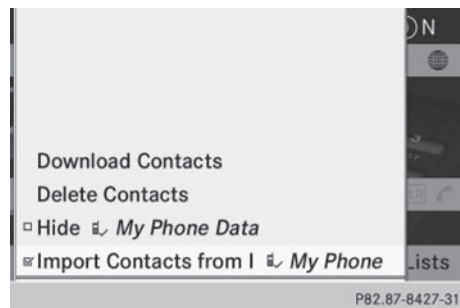 N
Download Contacts
Delete Contacts
Hide My Phone Data
Import Contacts from I My Phone
Lists
P82.87-8427-31